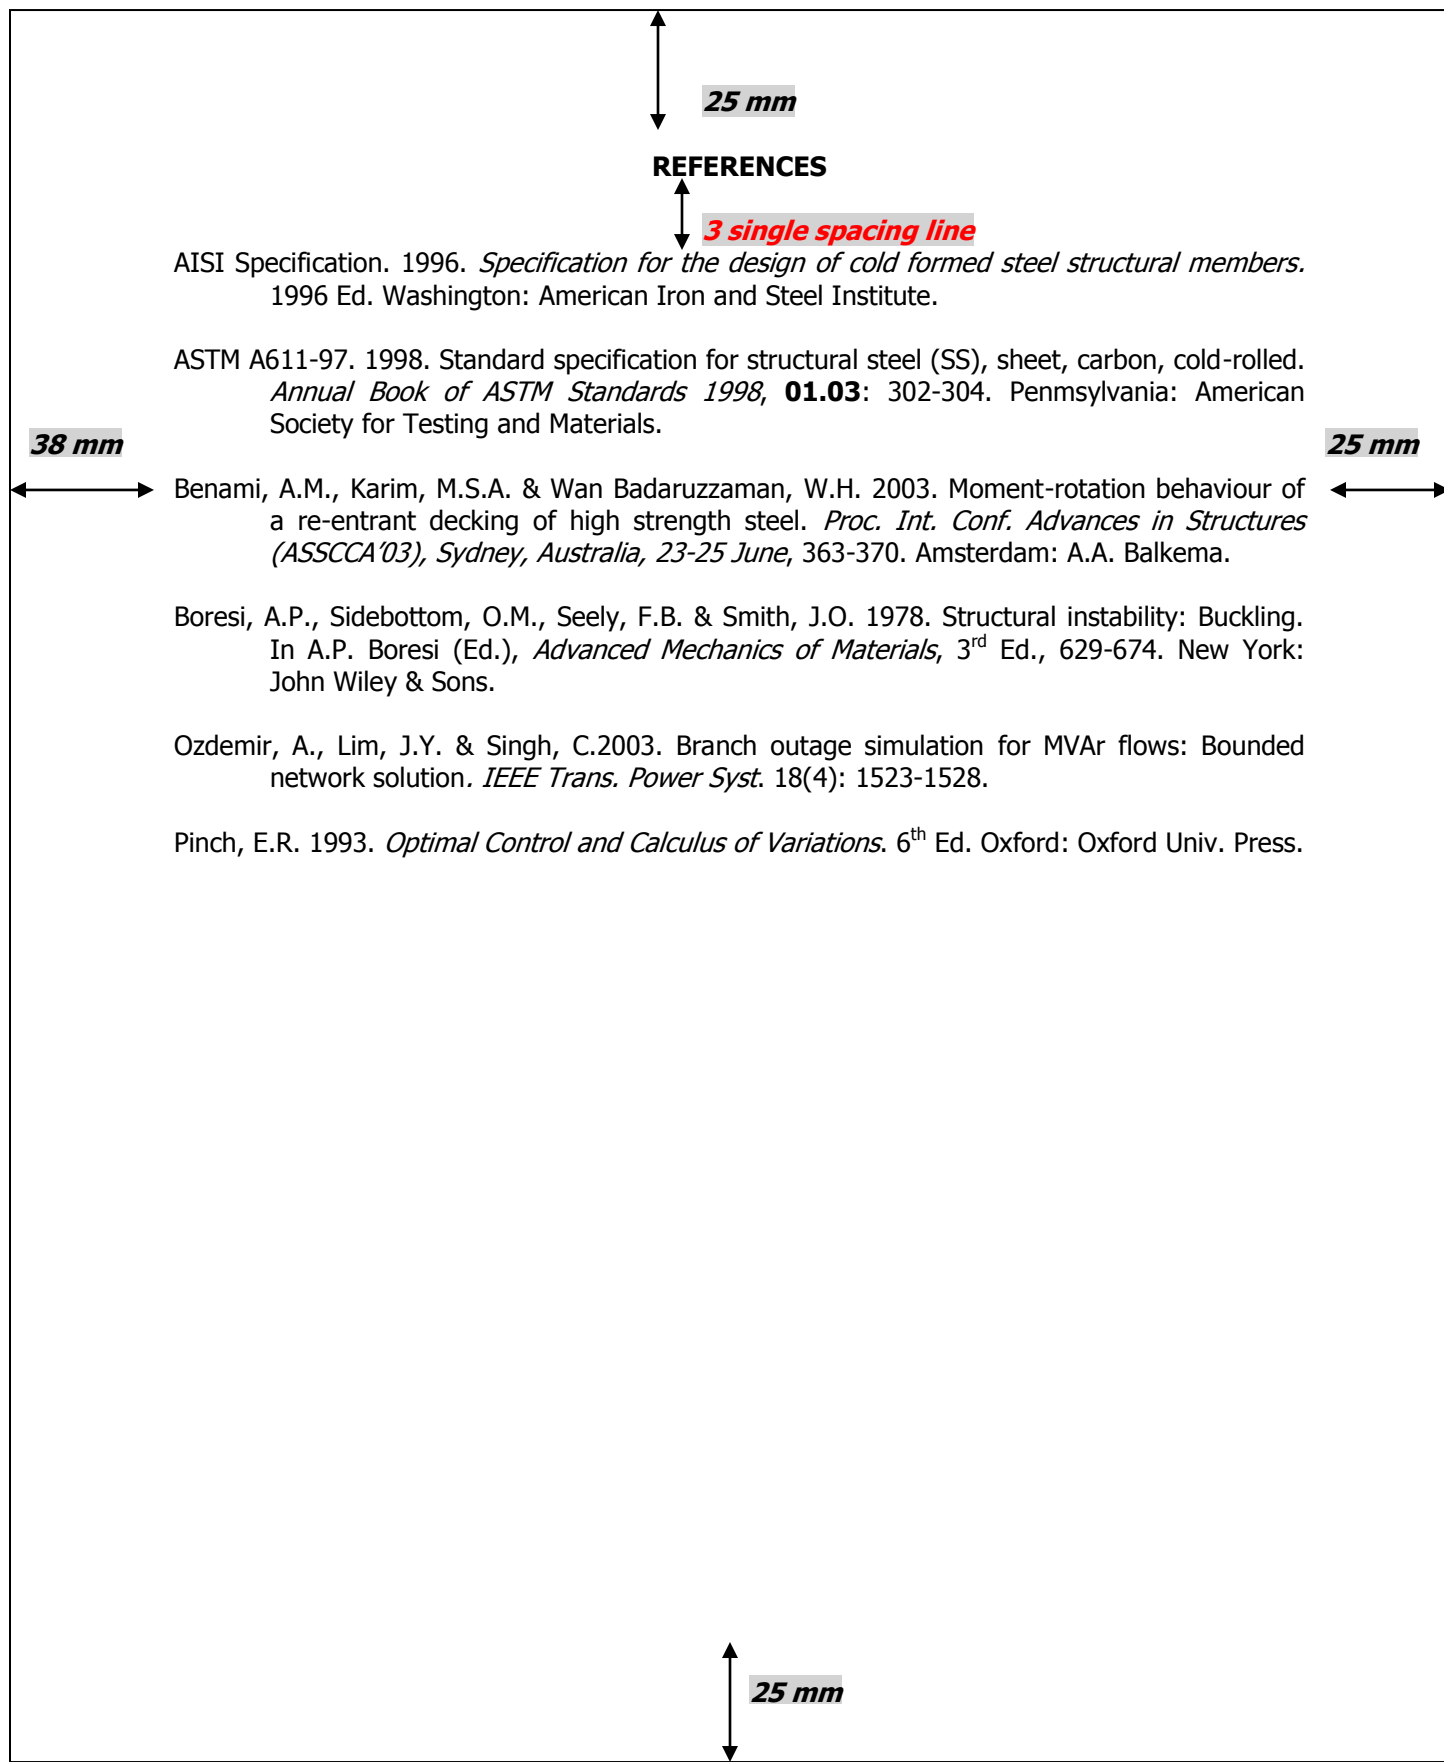 25 mm
REFERENCES
3 single spacing line
AISI Specification. 1996. Specification for the design of cold formed steel structural members.
1996 Ed. Washington: American Iron and Steel Institute.
ASTM A611-97. 1998. Standard specification for structural steel (SS), sheet, carbon, cold-rolled.
Annual Book of ASTM Standards 1998, 01.03: 302-304. Penmsylvania: American
Society for Testing and Materials.
38 mm
25 mm
Benami, A.M., Karim, M.S.A. & Wan Badaruzzaman, W.H. 2003. Moment-rotation behaviour of
a re-entrant decking of high strength steel. Proc. Int. Conf. Advances in Structures
(ASSCCA'03), Sydney, Australia, 23-25 June, 363-370. Amsterdam: A.A. Balkema.
Boresi, A.P., Sidebottom, O.M., Seely, F.B. & Smith, J.O. 1978. Structural instability: Buckling.
In A.P. Boresi (Ed.), Advanced Mechanics of Materials, 3rd Ed., 629-674. New York:
John Wiley & Sons.
Ozdemir, A., Lim, J.Y. & Singh, C.2003. Branch outage simulation for MVAr flows: Bounded
network solution. IEEE Trans. Power Syst. 18(4): 1523-1528.
Pinch, E.R. 1993. Optimal Control and Calculus of Variations. 6th Ed. Oxford: Oxford Univ. Press.
25 mm